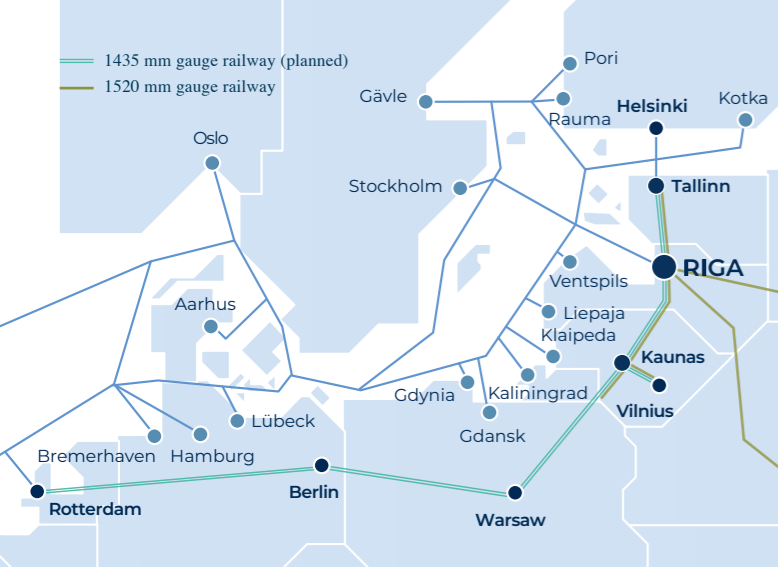 1435 mm gauge railway (planned)
1520 mm gauge railway
Pori
Gävle
Rauma
Helsinki
Kotka
Oslo
Stockholm
Tallinn
RIGA
Ventspils
Aarhus
Liepaja
Klaipeda
Kaunas
Gdynia
Kaliningrad
Vilnius
Lübeck
Gdansk
Bremerhaven
Hamburg
Berlin
Rotterdam
Warsaw